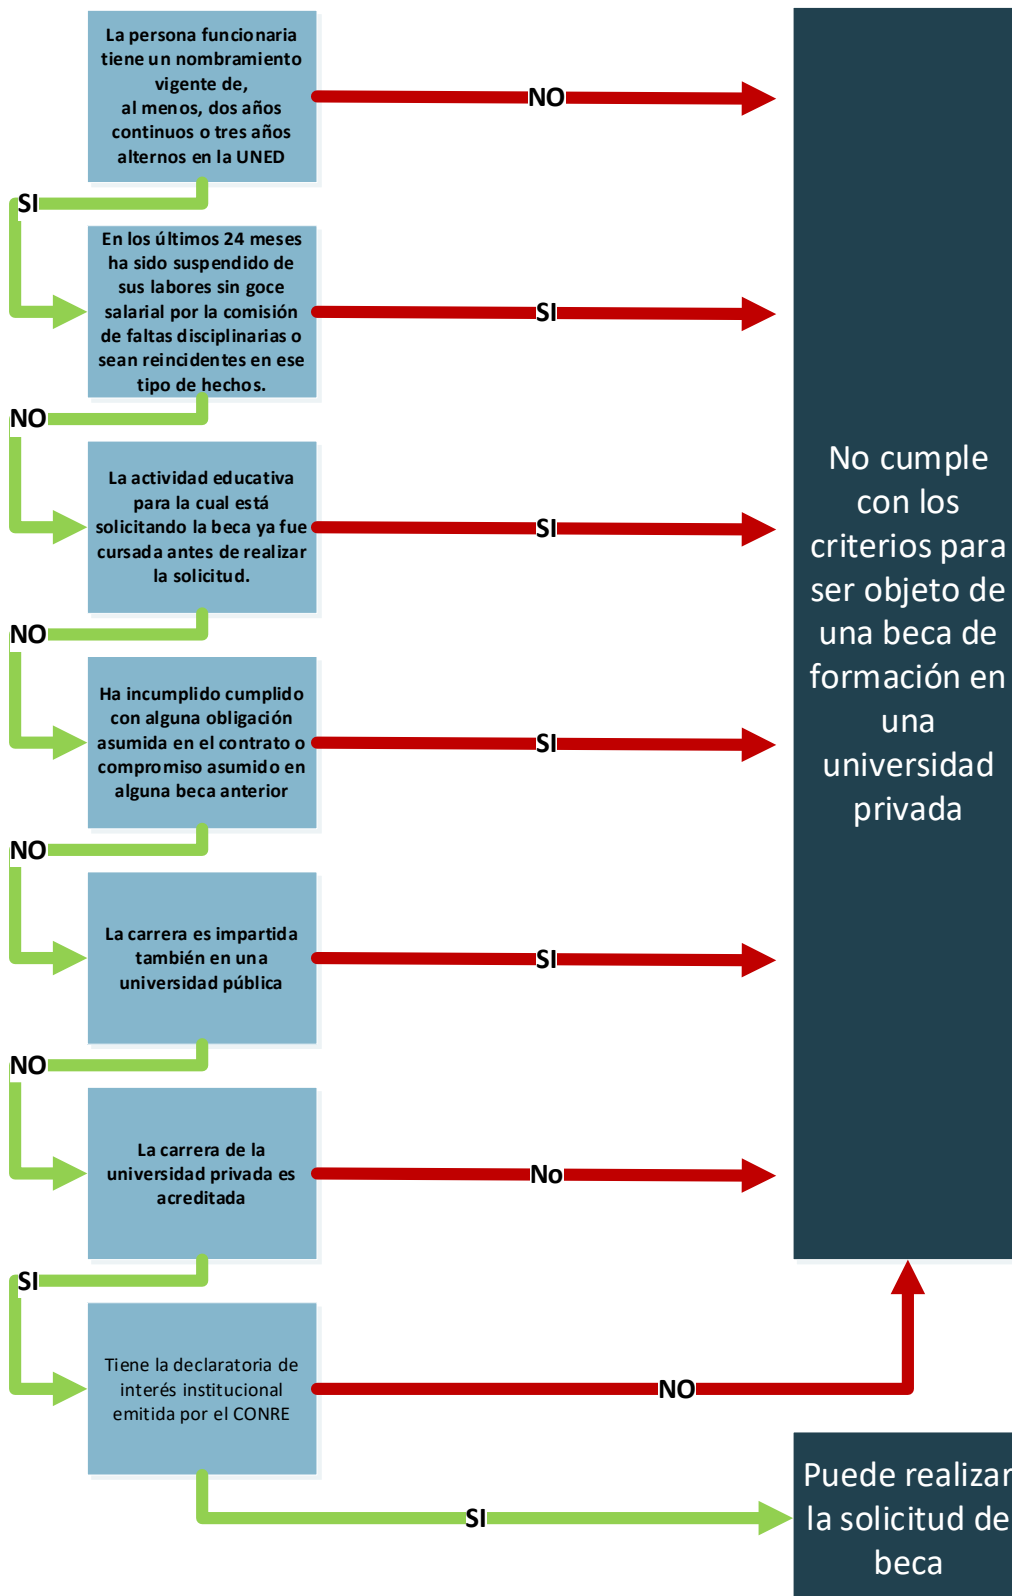 La persona funcionaria
tiene un nombramiento
vigente de,
al menos, dos años
continuos o tres años
alternos en la UNED
NO
SI
En los últimos 24 meses
ha sido suspendido de
sus labores sin goce
salarial por la comisión
de faltas disciplinarias o
sean reincidentes en ese
tipo de hechos.
SI
NO
La actividad educativa
para la cual está
solicitando la beca ya fue
cursada antes de realizar
la solicitud.
SI
NO
Ha incumplido cumplido
con alguna obligación
asumida en el contrato o
compromiso asumido en
alguna beca anterior
SI
NO
La carrera es impartida
también en una
universidad pública
SI
NO
La carrera de la
universidad privada es
acreditada
No
SI
Tiene la declaratoria de
interés institucional
emitida por el CONRE
NO
SI
No cumple
con los
criterios para
ser objeto de
una beca de
formación en
una
universidad
privada
Puede realizar
la solicitud de
beca